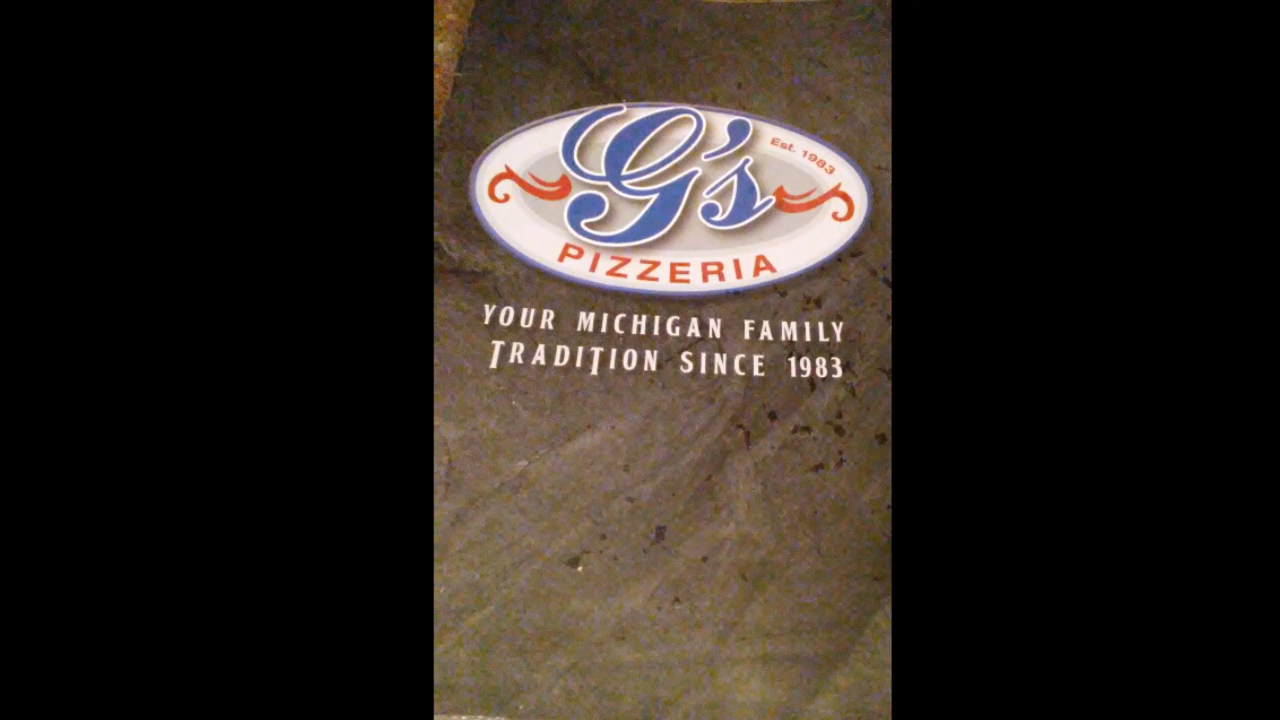 G's
Est. 1983
PIZZERIA
YOUR MICHIGAN FAMILY
TRADITION SINCE 1983